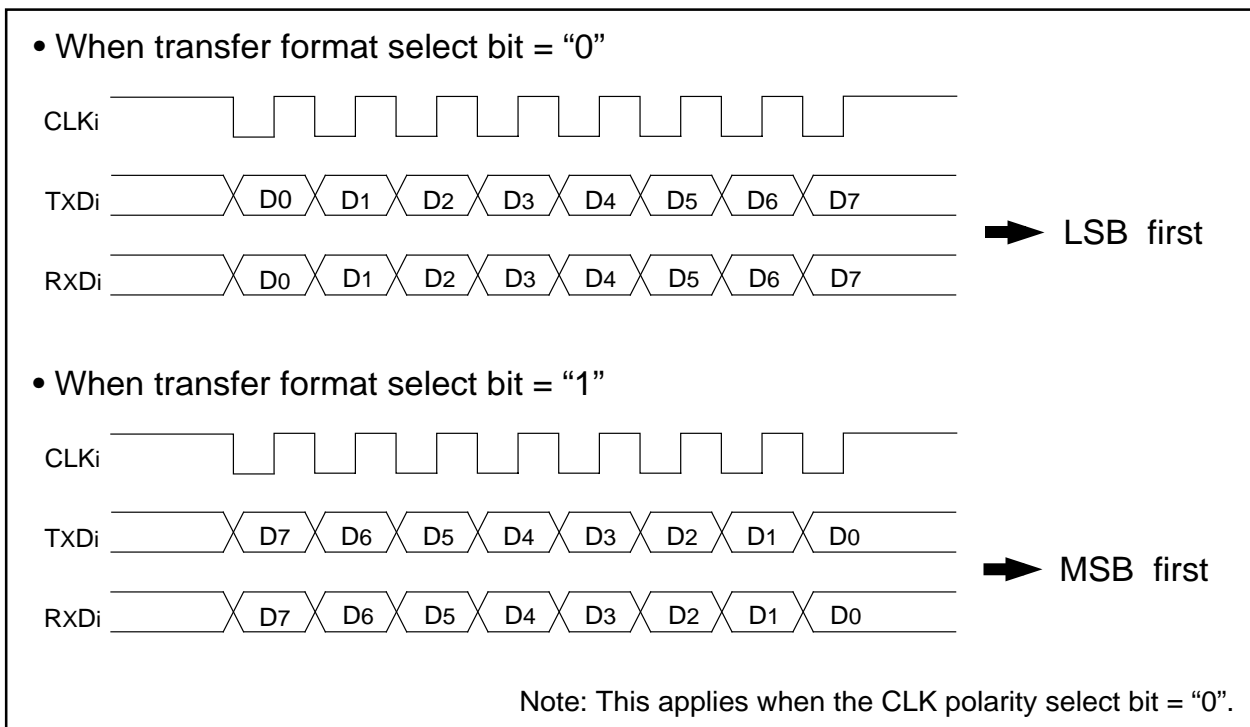 • When transfer format select bit = “0”
CLKi
TXDi D0 D1 D2 D3 D4 D5 D6 D7
LSB first
RXDi D0 D1 D2 D3 D4 D5 D6 D7
• When transfer format select bit = “1”
CLKi
TXDi D7 D6 D5 D4 D3 D2 D1 D0
MSB first
RXDi D7 D6 D5 D4 D3 D2 D1 D0
Note: This applies when the CLK polarity select bit = “0”.